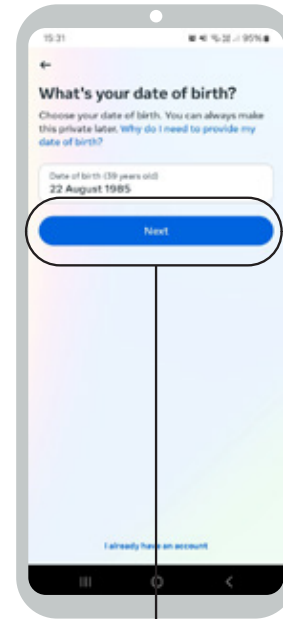 15:31
95%
What's your date of birth?
Choose your date of birth. You can always make
this private later. Why do I need to provide my
date of birth?
Date of birth (39 years old)
22 August 1985
Next
I already have an account